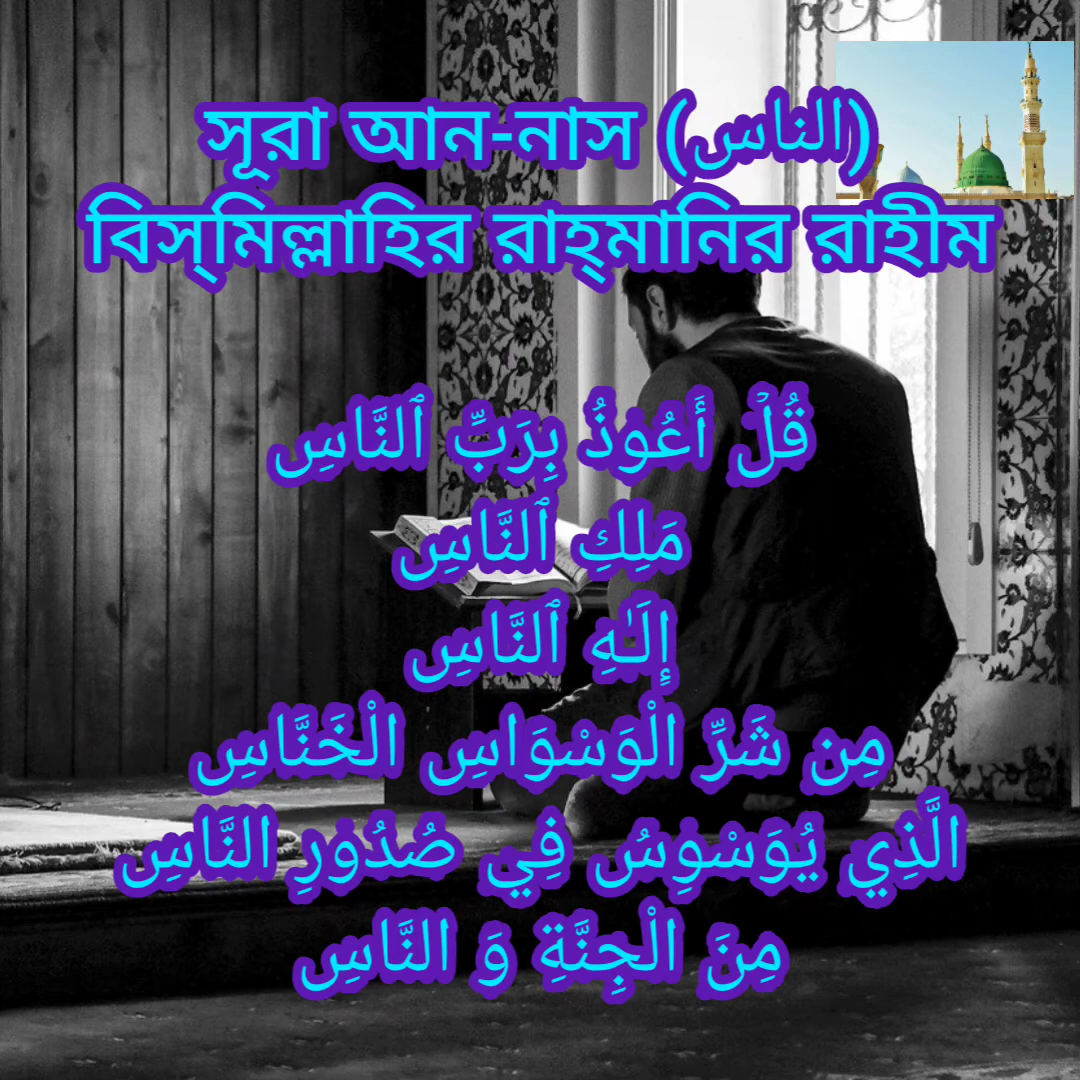 সূরা আন-নাস (الناس)
বিস্‌মিল্লাহির রাহ্‌মানির রাহীম
قُلْ أَعُوذُ بِرَبِّ ٱلنَّاسِ
مَلِكِ ٱلنَّاسِ
إِلَـٰهِ ٱلنَّاسِ
مِن شَرِّ الْوَسْوَاسِ الْخَنَّاسِ
الَّذِي يُوَسْوِسُ فِي صُدُوْرِ النَّاسِ
مِنَ الْجِنَّةِ وَ النَّاسِ